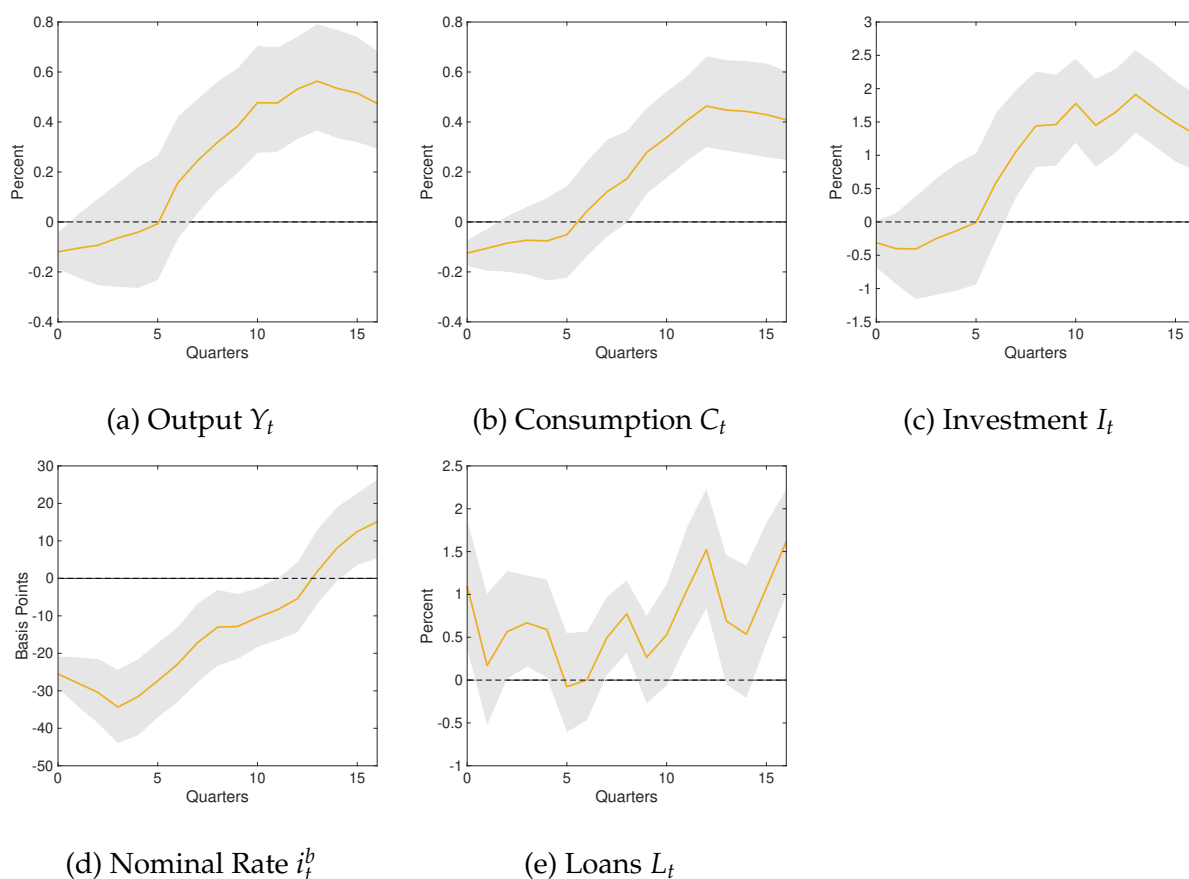 0.8
0.6
0.4
0.2
0
-0.2
-0.4
Percent
0 5 10 15
Quarters
(a) Output Y_t
0.8
0.6
0.4
0.2
0
-0.2
-0.4
Percent
0 5 10 15
Quarters
(b) Consumption C_t
3
2.5
2
1.5
1
0.5
0
-0.5
-1
-1.5
Percent
0 5 10 15
Quarters
(c) Investment I_t
30
20
10
0
-10
-20
-30
-40
-50
Basis Points
0 5 10 15
Quarters
(d) Nominal Rate i_t^b
2.5
2
1.5
1
0.5
0
-0.5
-1
Percent
0 5 10 15
Quarters
(e) Loans L_t